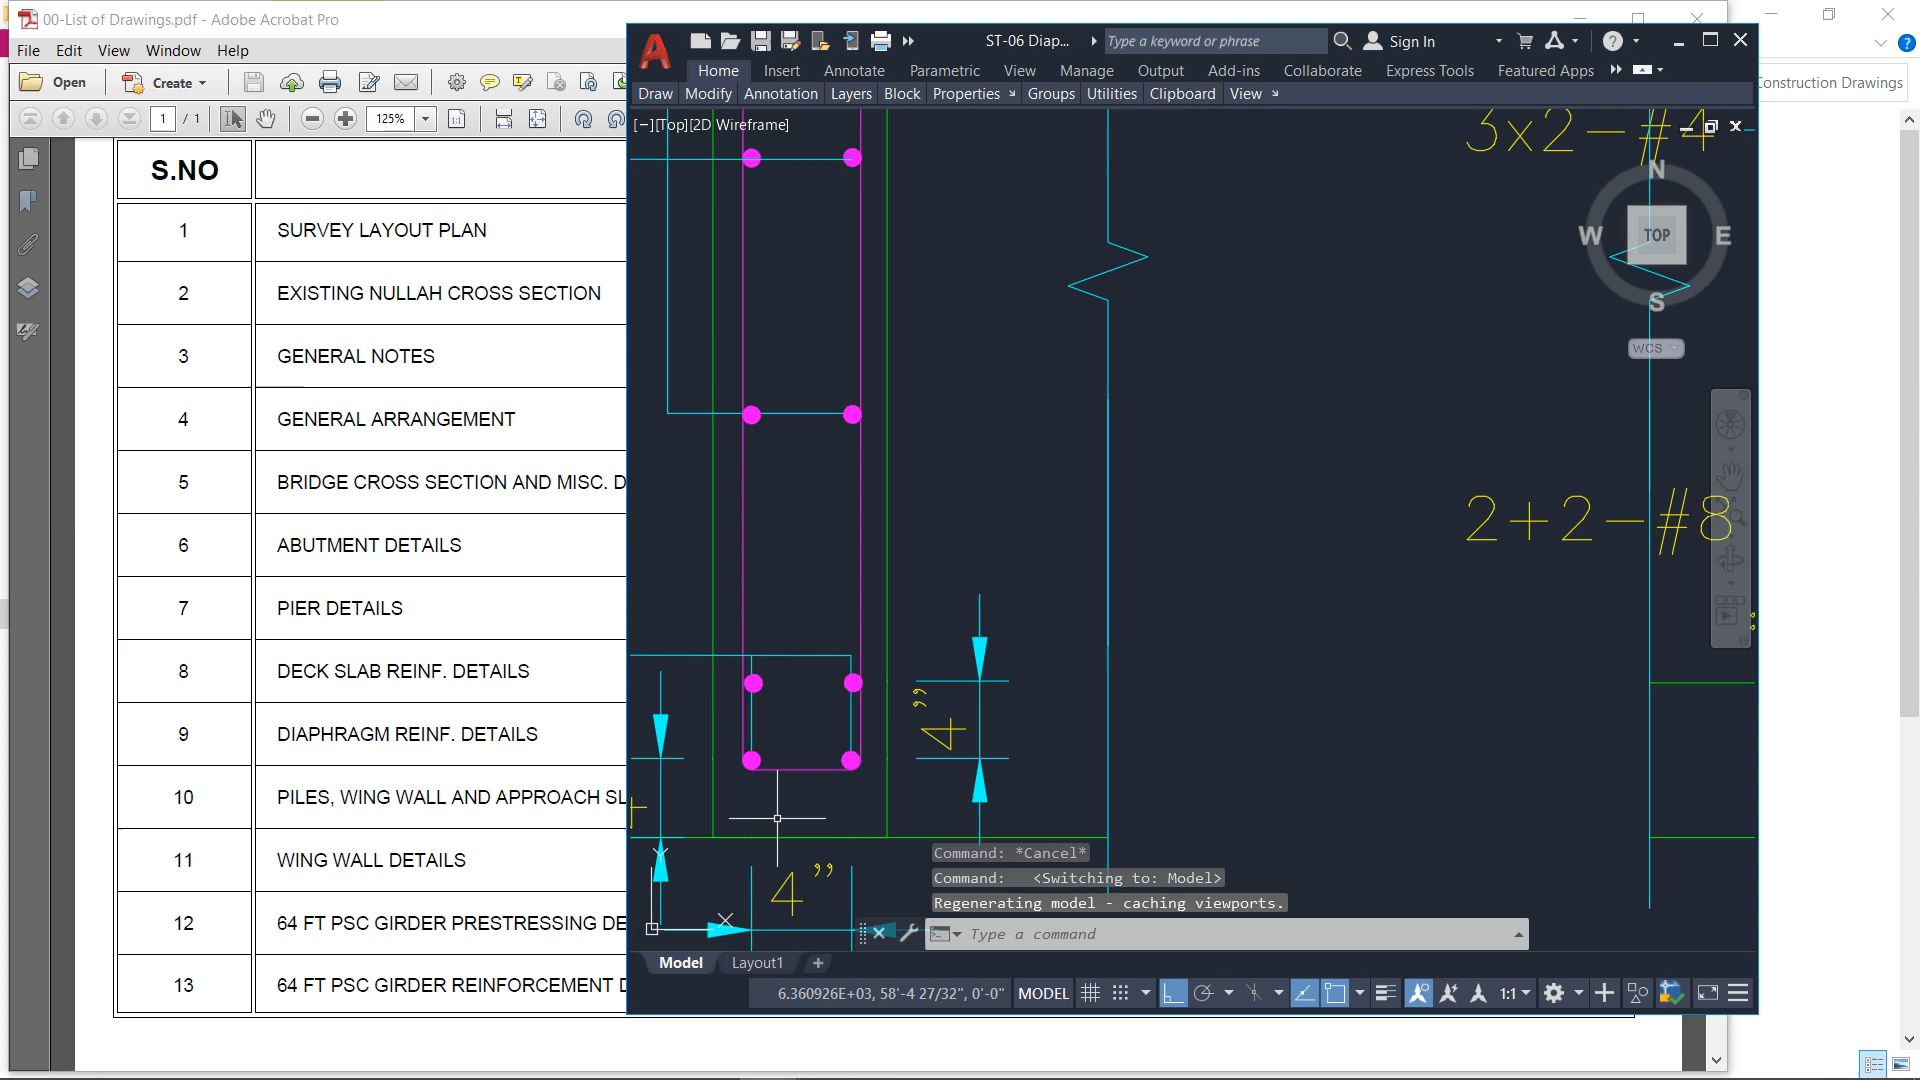 00-List of Drawings.pdf - Adobe Acrobat Pro
File Edit View Window Help
Open Create
1 / 1 125%
S.NO
1 SURVEY LAYOUT PLAN
2 EXISTING NULLAH CROSS SECTION
3 GENERAL NOTES
4 GENERAL ARRANGEMENT
5 BRIDGE CROSS SECTION AND MISC. D
6 ABUTMENT DETAILS
7 PIER DETAILS
8 DECK SLAB REINF. DETAILS
9 DIAPHRAGM REINF. DETAILS
10 PILES, WING WALL AND APPROACH SL
11 WING WALL DETAILS
12 64 FT PSC GIRDER PRESTRESSING DE
13 64 FT PSC GIRDER REINFORCEMENT D
ST-06 Diap... Type a keyword or phrase Sign In
Home Insert Annotate Parametric View Manage Output Add-ins Collaborate Express Tools Featured Apps
Draw Modify Annotation Layers Block Properties Groups Utilities Clipboard View
[−][Top][2D Wireframe]
3x2-#4
N
W TOP E
S
WCS
2+2-#8
4"
4"
Command: *Cancel*
Command: <Switching to: Model>
Regenerating model - caching viewports.
Type a command
X
Y
Model Layout1 +
6.360926E+03, 58'-4 27/32", 0'-0" MODEL 1:1
Construction Drawings